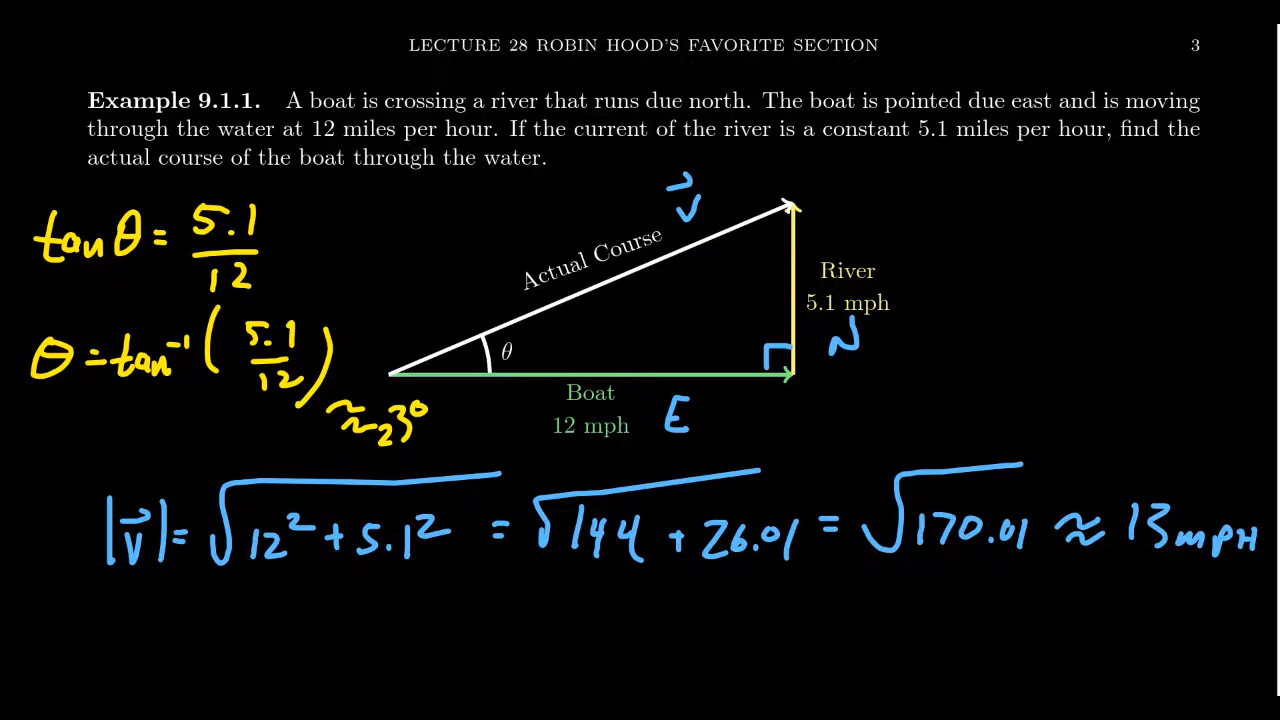 LECTURE 28 ROBIN HOOD'S FAVORITE SECTION 3
Example 9.1.1. A boat is crossing a river that runs due north. The boat is pointed due east and is moving
through the water at 12 miles per hour. If the current of the river is a constant 5.1 miles per hour, find the
actual course of the boat through the water.
tan θ = 5.1/12
θ = tan⁻¹ (5.1/12) ≈ 23°
v⃗
Actual Course
θ
River
5.1 mph
N
Boat
12 mph
E
|v⃗| = √(12² + 5.1²) = √(144 + 26.01) = √170.01 ≈ 13 mPH